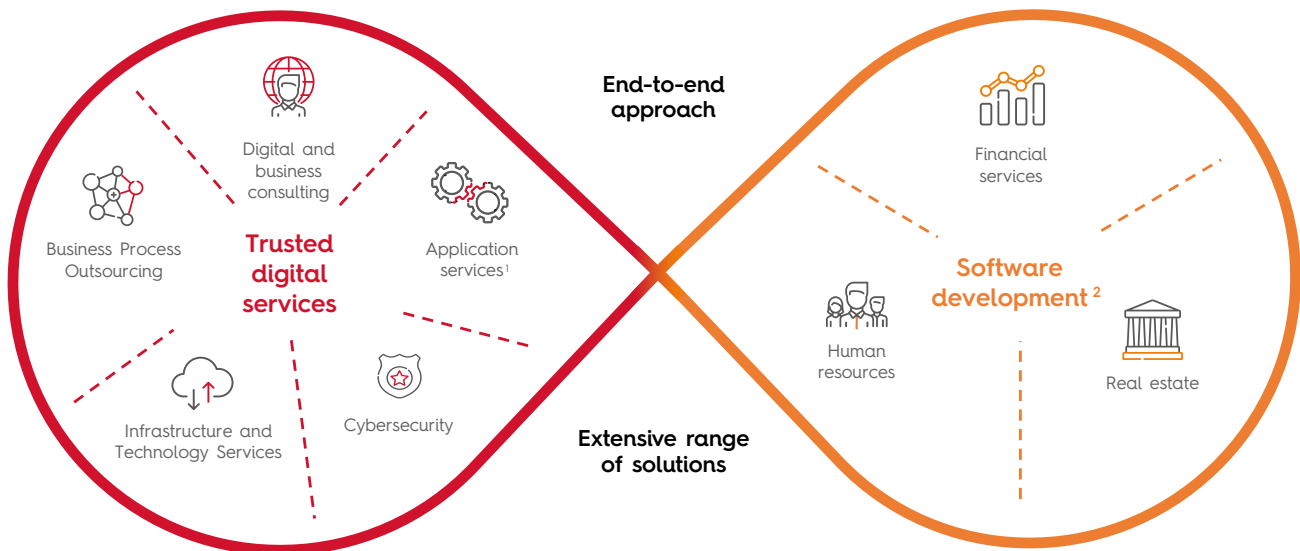 End-to-end
approach
Digital and
business
consulting
Business Process
Outsourcing
Trusted
digital
services
Application
services¹
Infrastructure and
Technology Services
Cybersecurity
Extensive range
of solutions
Financial
services
Software
development ²
Human
resources
Real estate